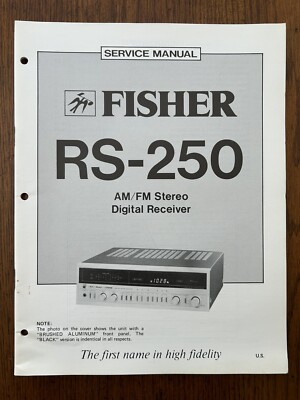 SERVICE MANUAL
FISHER
RS-250
AM/FM Stereo
Digital Receiver
NOTE:
The photo on the cover shows the unit with a
"BRUSHED ALUMINUM" front panel. The
"BLACK" version is indentical in all respects.
The first name in high fidelity
U.S.